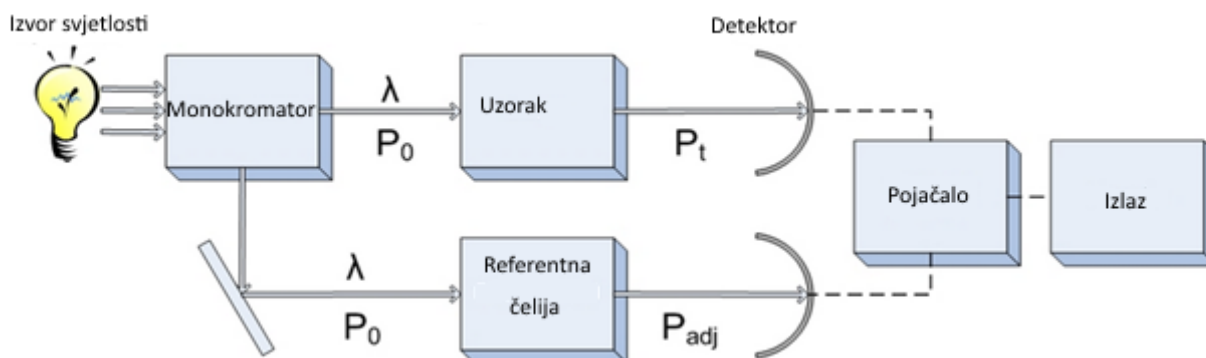 Izvor svjetlosti
Detektor
Monokromator
λ
P0
Uzorak
Pt
Pojačalo
Izlaz
λ
P0
Referentna
čelija
Padj